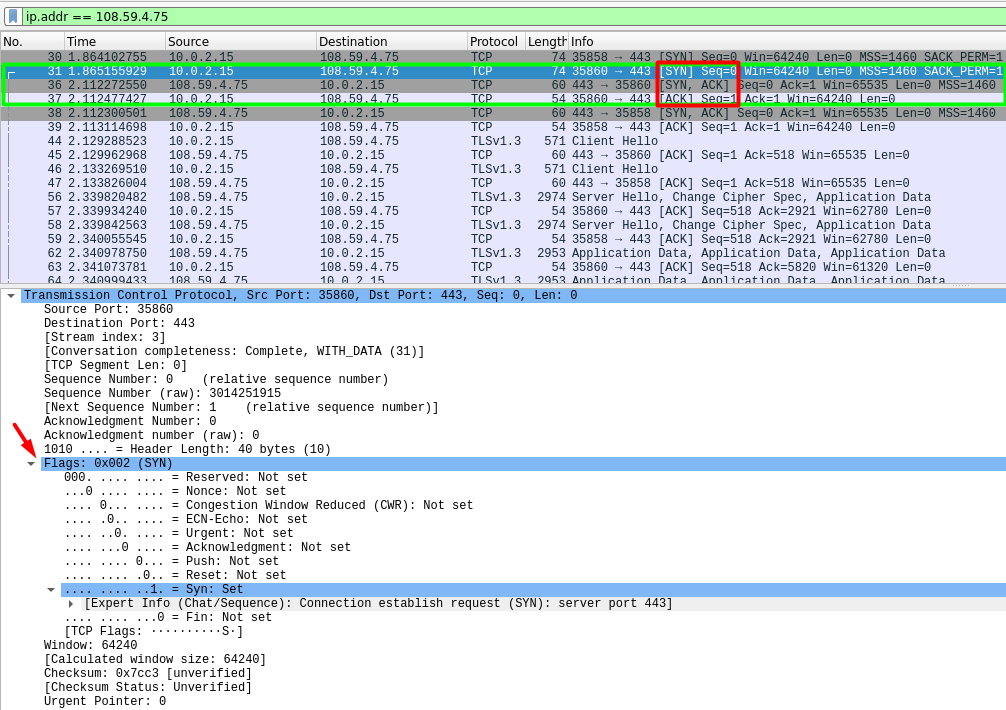 ip.addr == 108.59.4.75
No. Time Source Destination Protocol Length Info
30 1.864102755 10.0.2.15 108.59.4.75 TCP 74 35858 → 443 [SYN] Seq=0 Win=64240 Len=0 MSS=1460 SACK_PERM=1
31 1.865155929 10.0.2.15 108.59.4.75 TCP 74 35860 → 443 [SYN] Seq=0 Win=64240 Len=0 MSS=1460 SACK_PERM=1
36 2.112272550 108.59.4.75 10.0.2.15 TCP 60 443 → 35860 [SYN, ACK] Seq=0 Ack=1 Win=65535 Len=0 MSS=1460
37 2.112477427 10.0.2.15 108.59.4.75 TCP 54 35860 → 443 [ACK] Seq=1 Ack=1 Win=64240 Len=0
38 2.112300501 108.59.4.75 10.0.2.15 TCP 60 443 → 35858 [SYN, ACK] Seq=0 Ack=1 Win=65535 Len=0 MSS=1460
39 2.113114698 10.0.2.15 108.59.4.75 TCP 54 35858 → 443 [ACK] Seq=1 Ack=1 Win=64240 Len=0
44 2.129288523 10.0.2.15 108.59.4.75 TLSv1.3 571 Client Hello
45 2.129962968 108.59.4.75 10.0.2.15 TCP 60 443 → 35860 [ACK] Seq=1 Ack=518 Win=65535 Len=0
46 2.133269510 10.0.2.15 108.59.4.75 TLSv1.3 571 Client Hello
47 2.133826004 108.59.4.75 10.0.2.15 TCP 60 443 → 35858 [ACK] Seq=1 Ack=518 Win=65535 Len=0
56 2.339820482 108.59.4.75 10.0.2.15 TLSv1.3 2974 Server Hello, Change Cipher Spec, Application Data
57 2.339934240 10.0.2.15 108.59.4.75 TCP 54 35860 → 443 [ACK] Seq=518 Ack=2921 Win=62780 Len=0
58 2.339842563 108.59.4.75 10.0.2.15 TLSv1.3 2974 Server Hello, Change Cipher Spec, Application Data
59 2.340055545 10.0.2.15 108.59.4.75 TCP 54 35858 → 443 [ACK] Seq=518 Ack=2921 Win=62780 Len=0
62 2.340978750 108.59.4.75 10.0.2.15 TLSv1.3 2953 Application Data, Application Data, Application Data
63 2.341073781 10.0.2.15 108.59.4.75 TCP 54 35860 → 443 [ACK] Seq=518 Ack=5820 Win=61320 Len=0
64 2.340999433 108.59.4.75 10.0.2.15 TLSv1.3 2953 Application Data, Application Data, Application Data
Transmission Control Protocol, Src Port: 35860, Dst Port: 443, Seq: 0, Len: 0
Source Port: 35860
Destination Port: 443
[Stream index: 3]
[Conversation completeness: Complete, WITH_DATA (31)]
[TCP Segment Len: 0]
Sequence Number: 0 (relative sequence number)
Sequence Number (raw): 3014251915
[Next Sequence Number: 1 (relative sequence number)]
Acknowledgment Number: 0
Acknowledgment number (raw): 0
1010 .... = Header Length: 40 bytes (10)
Flags: 0x002 (SYN)
000. .... .... = Reserved: Not set
...0 .... .... = Nonce: Not set
.... 0... .... = Congestion Window Reduced (CWR): Not set
.... .0.. .... = ECN-Echo: Not set
.... ..0. .... = Urgent: Not set
.... ...0 .... = Acknowledgment: Not set
.... .... 0... = Push: Not set
.... .... .0.. = Reset: Not set
.... .... ..1. = Syn: Set
[Expert Info (Chat/Sequence): Connection establish request (SYN): server port 443]
.... .... ...0 = Fin: Not set
[TCP Flags: ··········S·]
Window: 64240
[Calculated window size: 64240]
Checksum: 0x7cc3 [unverified]
[Checksum Status: Unverified]
Urgent Pointer: 0